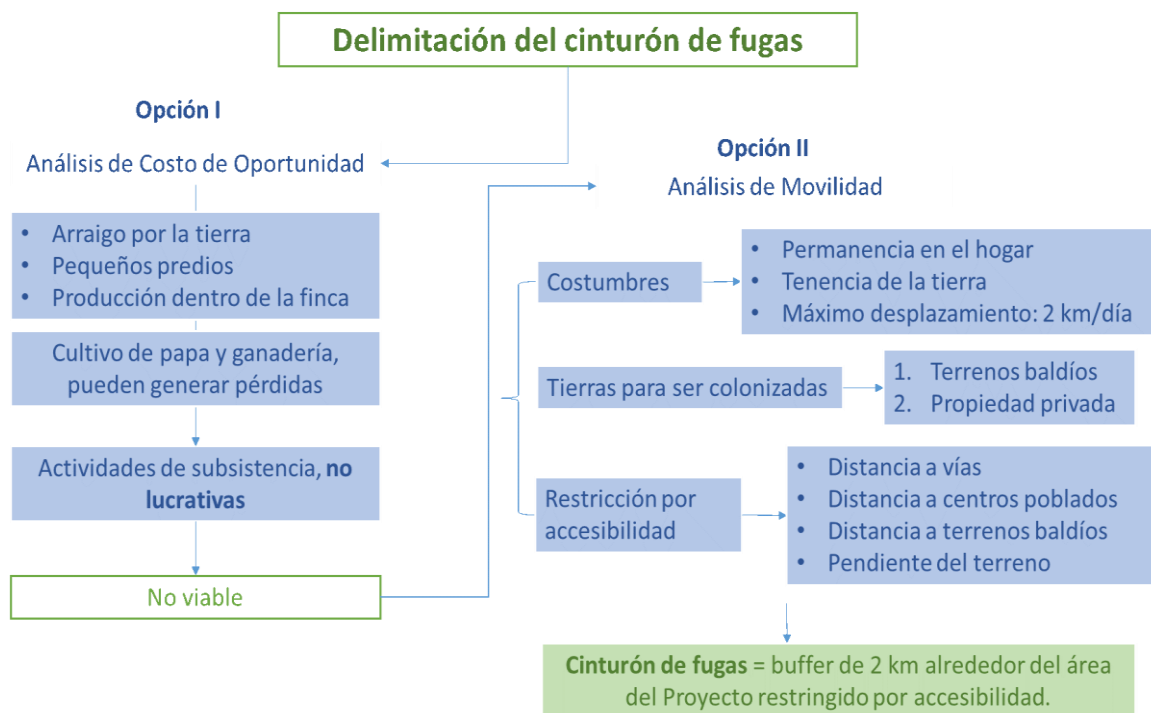 Delimitación del cinturón de fugas
Opción I
Análisis de Costo de Oportunidad
• Arraigo por la tierra
• Pequeños predios
• Producción dentro de la finca
Cultivo de papa y ganadería,
pueden generar pérdidas
Actividades de subsistencia, no
lucrativas
No viable
Opción II
Análisis de Movilidad
Costumbres
• Permanencia en el hogar
• Tenencia de la tierra
• Máximo desplazamiento: 2 km/día
Tierras para ser colonizadas
1. Terrenos baldíos
2. Propiedad privada
Restricción por
accesibilidad
• Distancia a vías
• Distancia a centros poblados
• Distancia a terrenos baldíos
• Pendiente del terreno
Cinturón de fugas = buffer de 2 km alrededor del área
del Proyecto restringido por accesibilidad.